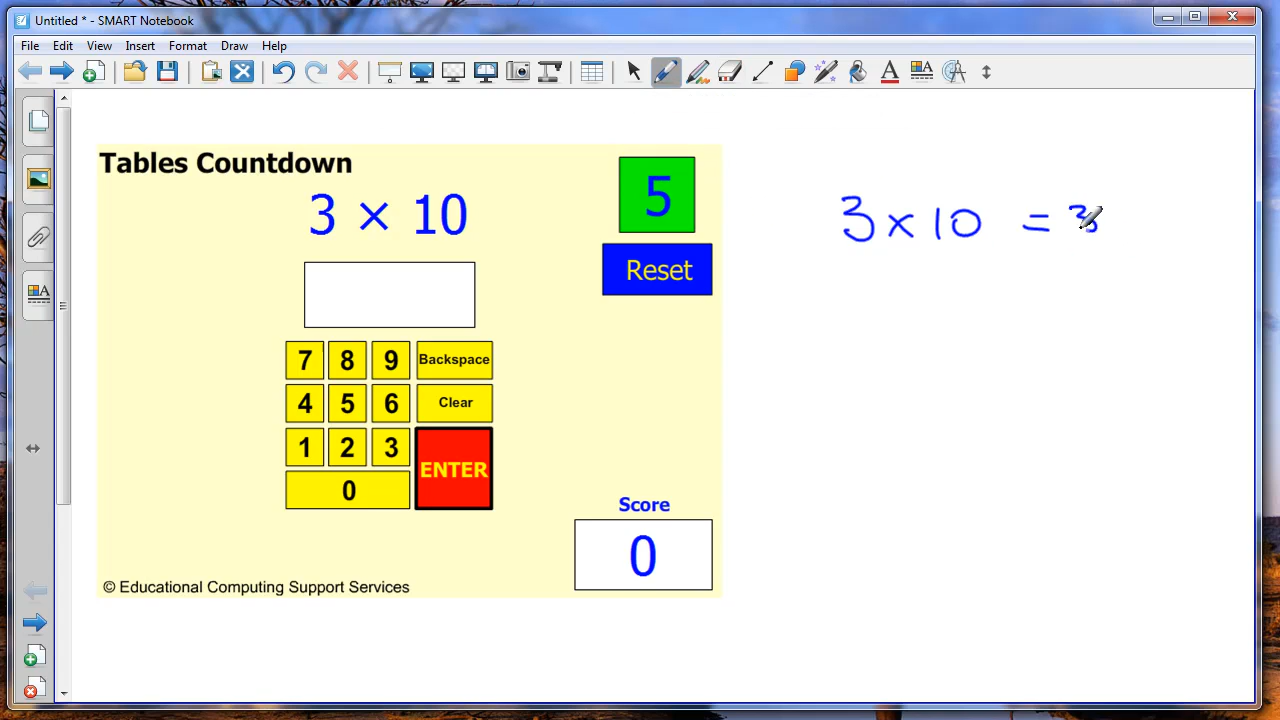 Untitled * - SMART Notebook
File Edit View Insert Format Draw Help
Tables Countdown
3 × 10
5
Reset
3 × 10 = 3
7 8 9 Backspace
4 5 6 Clear
1 2 3 ENTER
0
Score
0
© Educational Computing Support Services